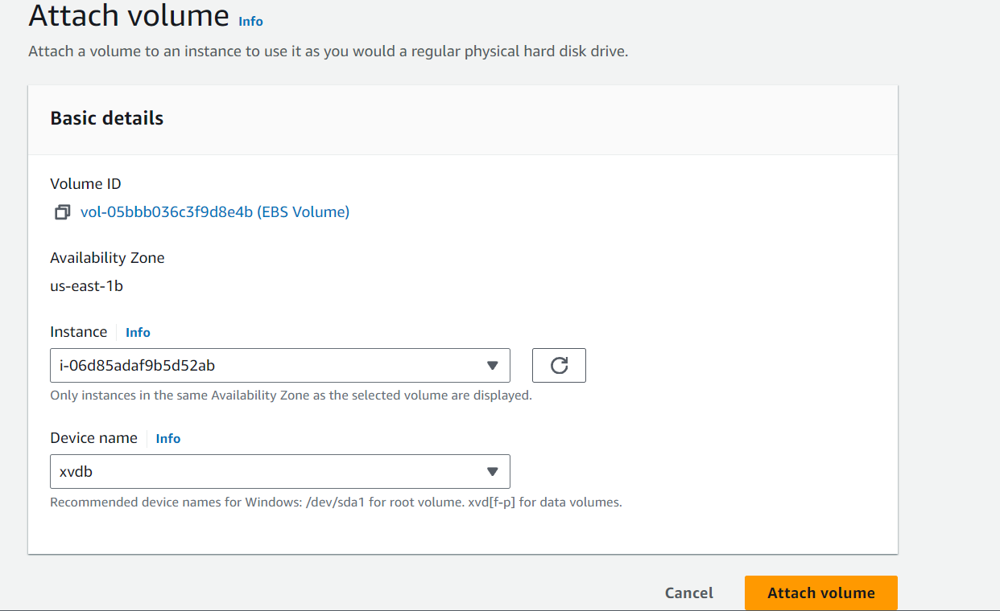 Attach volume Info
Attach a volume to an instance to use it as you would a regular physical hard disk drive.
Basic details
Volume ID
vol-05bbb036c3f9d8e4b (EBS Volume)
Availability Zone
us-east-1b
Instance Info
i-06d85adaf9b5d52ab
Only instances in the same Availability Zone as the selected volume are displayed.
Device name Info
xvdb
Recommended device names for Windows: /dev/sda1 for root volume. xvd[f-p] for data volumes.
Cancel Attach volume